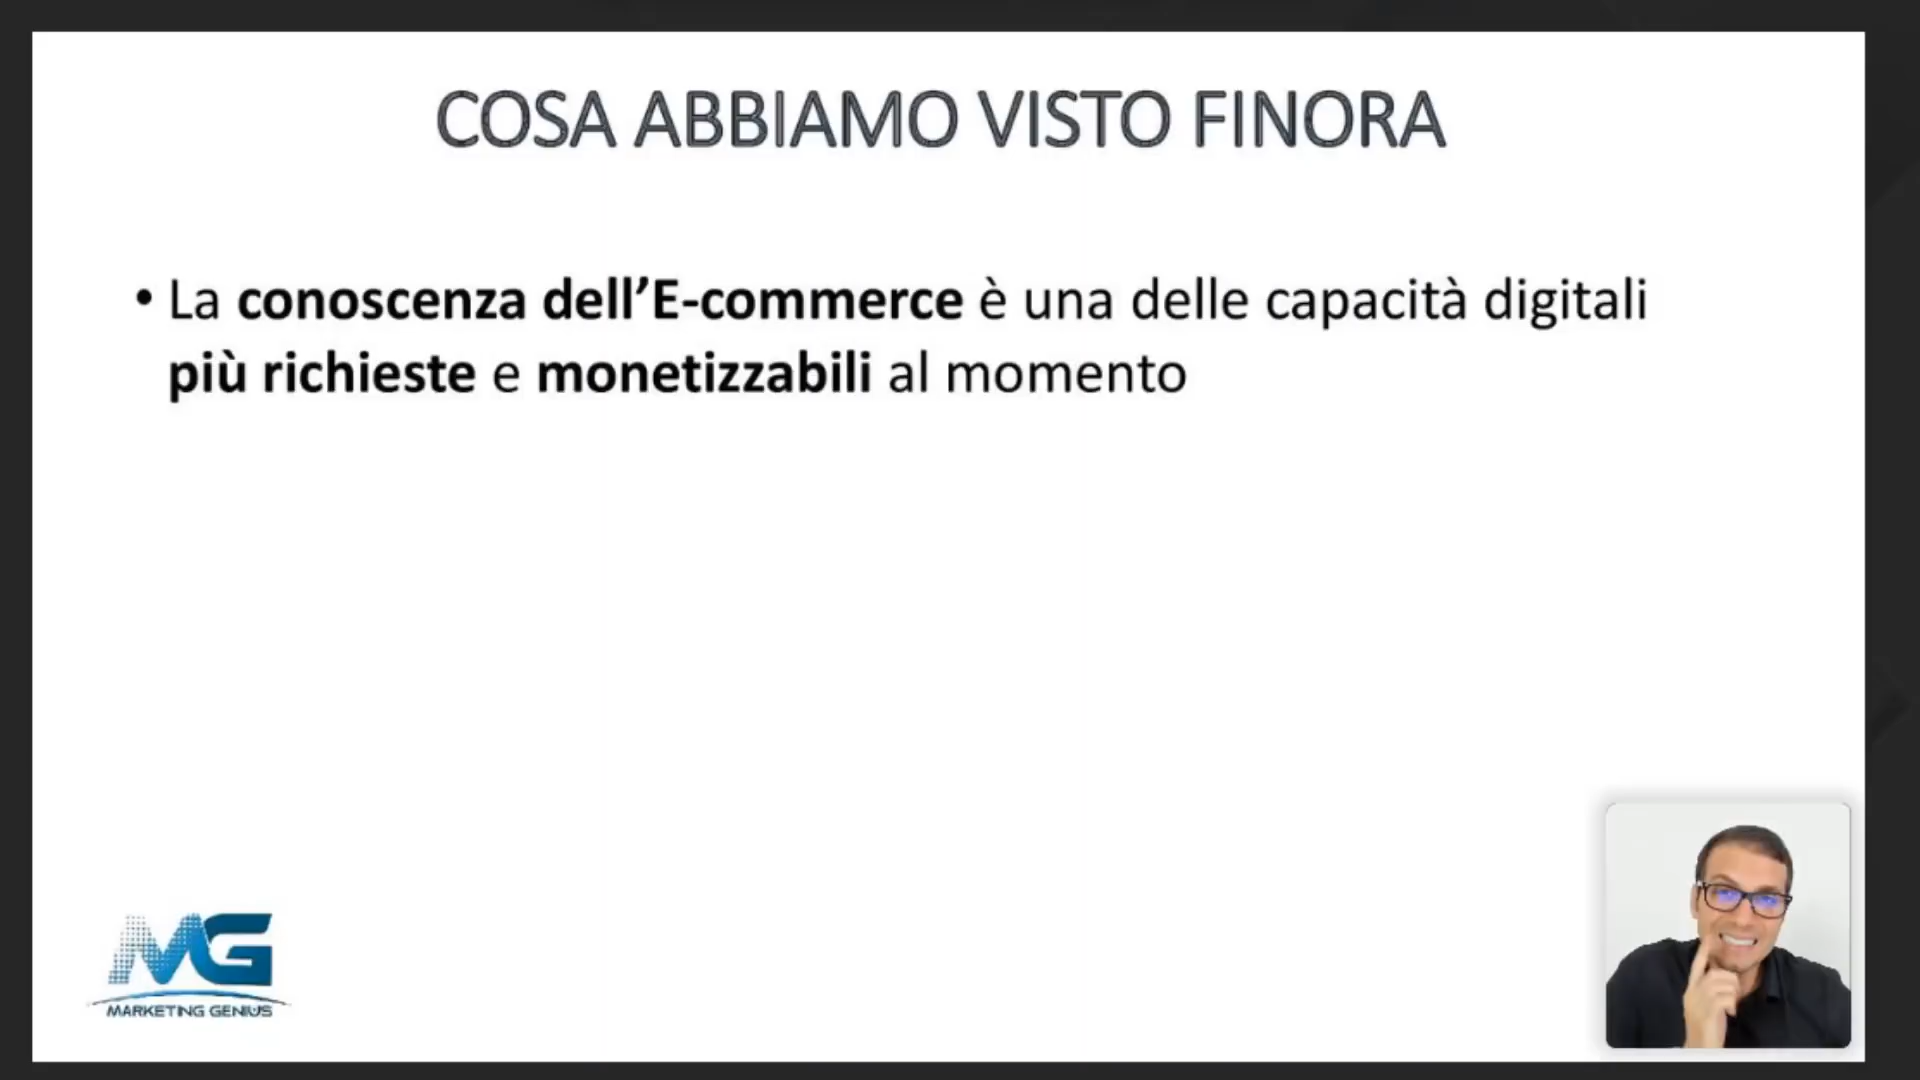 COSA ABBIAMO VISTO FINORA
• La conoscenza dell’E-commerce è una delle capacità digitali
più richieste e monetizzabili al momento
MG
MARKETING GENIUS